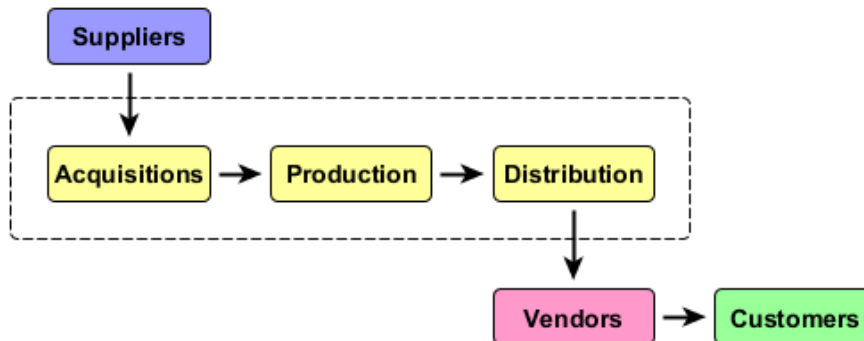 Suppliers
Acquisitions
Production
Distribution
Vendors
Customers